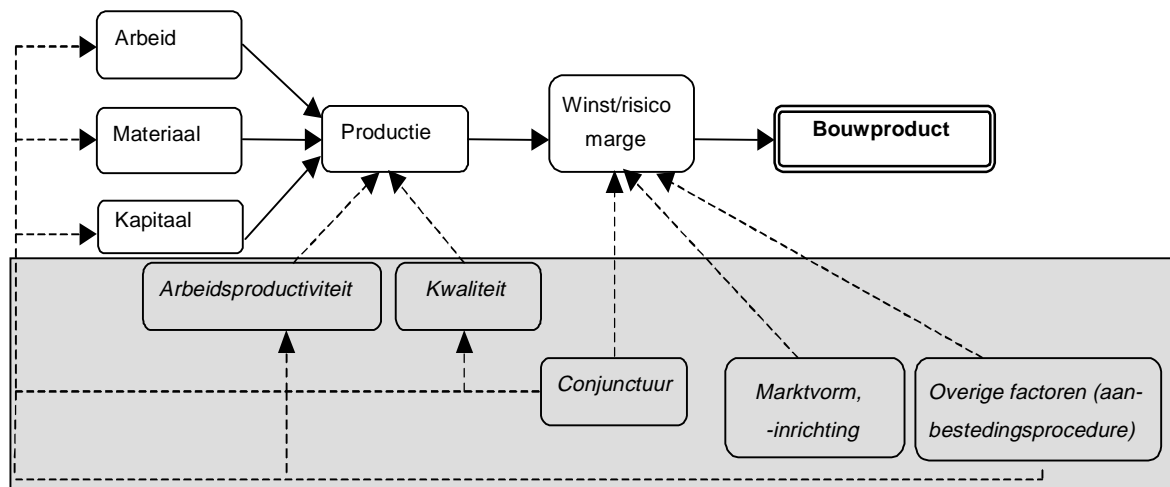 Arbeid
Materiaal
Kapitaal
Productie
Winst/risico
marge
Bouwproduct
Arbeidsproductiviteit
Kwaliteit
Conjunctuur
Marktvorm,
-inrichting
Overige factoren (aan-
bestedingsprocedure)